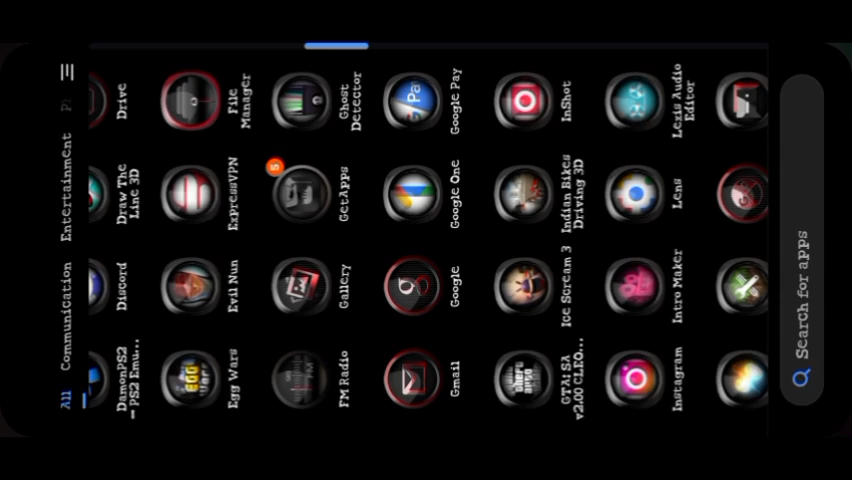 All Communication Entertainment
DamonPS2
— PS2 Emu...
Discord
Draw The
Line 3D
Drive
Egg Wars
Evil Nun
ExpressVPN
File
Manager
FM Radio
Gallery
GetApps
5
Ghost
Detector
Gmail
Google
Google One
Google Pay
GTA: SA
v2.00 CLEO...
Ice Scream 3
Indian Bikes
Driving 3D
InShot
Instagram
Intro Maker
Lens
Lexis Audio
Editor
Search for apps